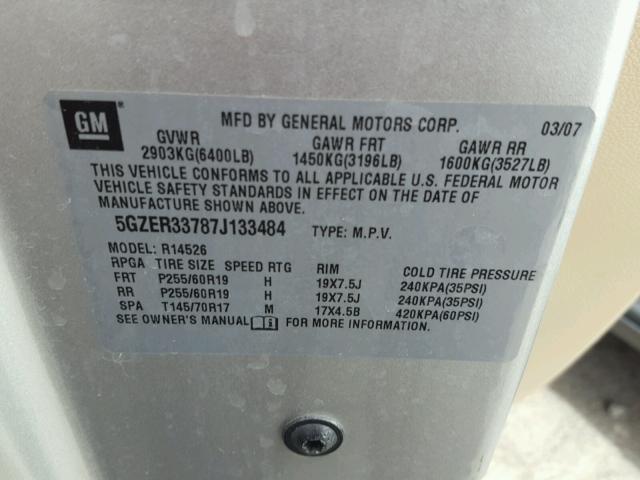 GM
MFD BY GENERAL MOTORS CORP. 03/07
GVWR GAWR FRT GAWR RR
2903KG(6400LB) 1450KG(3196LB) 1600KG(3527LB)
THIS VEHICLE CONFORMS TO ALL APPLICABLE U.S. FEDERAL MOTOR
VEHICLE SAFETY STANDARDS IN EFFECT ON THE DATE OF
MANUFACTURE SHOWN ABOVE.
5GZER33787J133484 TYPE: M.P.V.
MODEL: R14526
RPGA TIRE SIZE SPEED RTG RIM COLD TIRE PRESSURE
FRT P255/60R19 H 19X7.5J 240KPA(35PSI)
RR P255/60R19 H 19X7.5J 240KPA(35PSI)
SPA T145/70R17 M 17X4.5B 420KPA(60PSI)
SEE OWNER'S MANUAL FOR MORE INFORMATION.